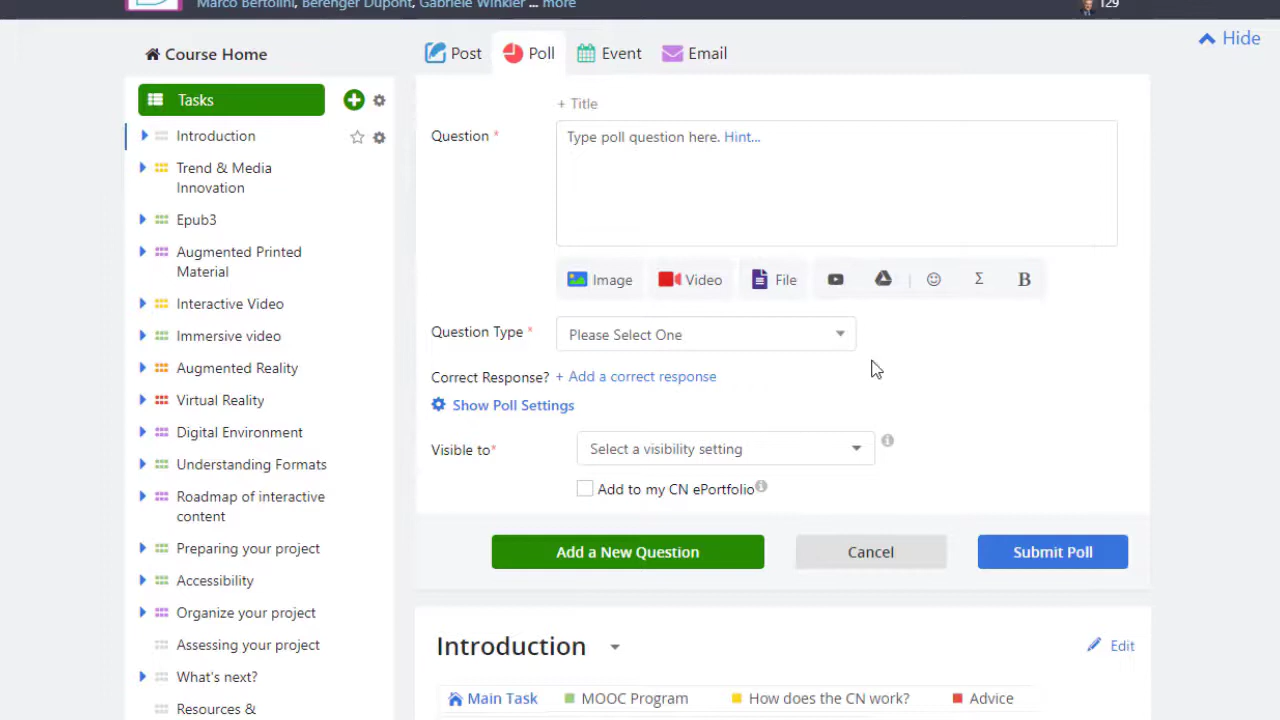 Marco Bertolini, Berenger Dupont, Gabriele Winkler ... more
129
Hide
Course Home
Post
Poll
Event
Email
Tasks
Introduction
Trend & Media
Innovation
Epub3
Augmented Printed
Material
Interactive Video
Immersive video
Augmented Reality
Virtual Reality
Digital Environment
Understanding Formats
Roadmap of interactive
content
Preparing your project
Accessibility
Organize your project
Assessing your project
What's next?
Resources &
+ Title
Question *
Type poll question here. Hint...
Image
Video
File
Σ
B
Question Type *
Please Select One
Correct Response? + Add a correct response
Show Poll Settings
Visible to*
Select a visibility setting
Add to my CN ePortfolio
Add a New Question
Cancel
Submit Poll
Introduction
Edit
Main Task
MOOC Program
How does the CN work?
Advice